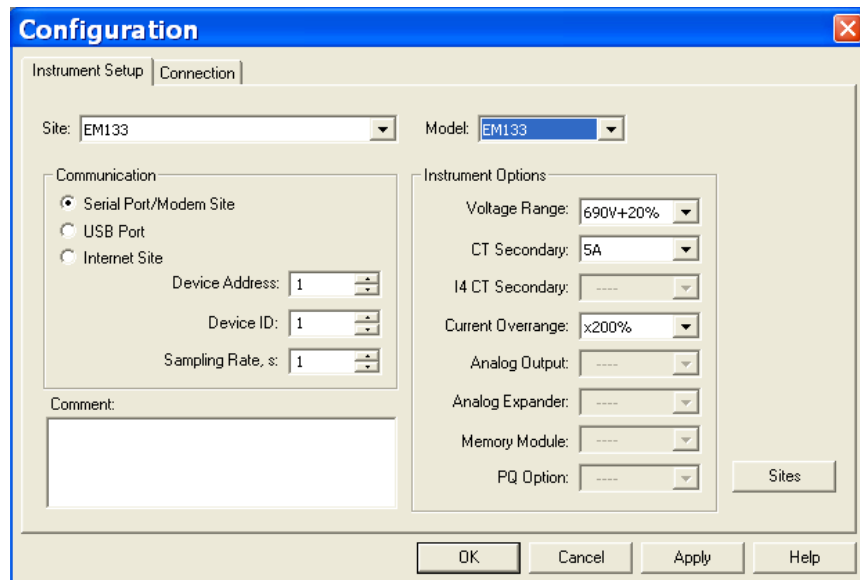 Configuration
Instrument Setup Connection
Site: EM133 Model: EM133
Communication
Serial Port/Modem Site
USB Port
Internet Site
Device Address: 1
Device ID: 1
Sampling Rate, s: 1
Comment:
Instrument Options
Voltage Range: 690V+20%
CT Secondary: 5A
I4 CT Secondary: ----
Current Overrange: x200%
Analog Output: ----
Analog Expander: ----
Memory Module: ----
PQ Option: ----
Sites
OK Cancel Apply Help